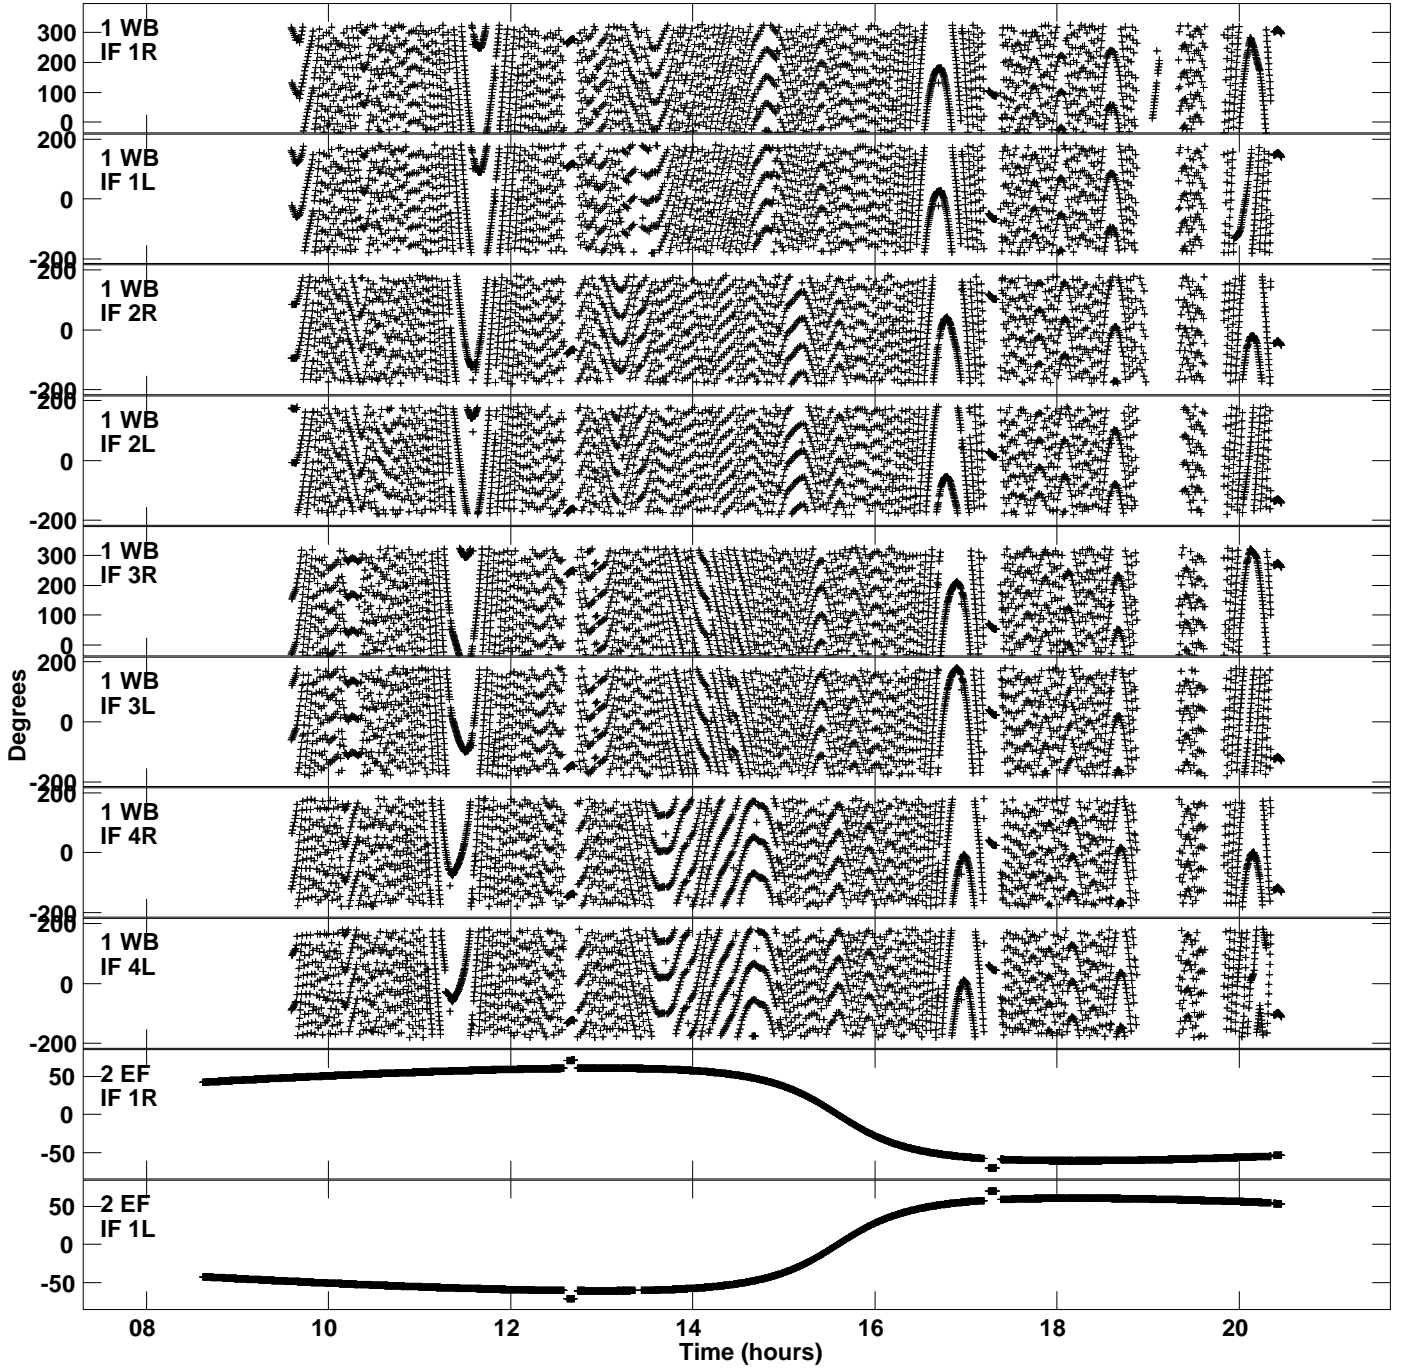 1 WB
IF 1R
300
200
100
0
1 WB
IF 1L
200
0
-200
1 WB
IF 2R
200
0
-200
1 WB
IF 2L
200
0
-200
1 WB
IF 3R
300
200
100
0
1 WB
IF 3L
200
0
-200
1 WB
IF 4R
200
0
-200
1 WB
IF 4L
200
0
-200
2 EF
IF 1R
50
0
-50
2 EF
IF 1L
50
0
-50
Degrees
08 10 12 14 16 18 20
Time (hours)